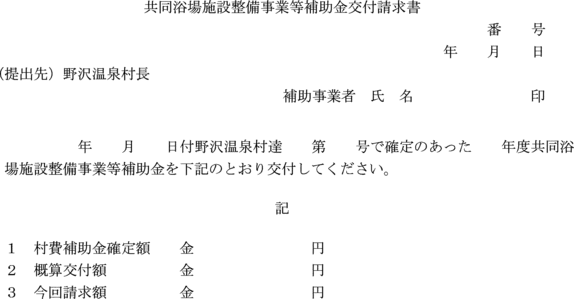 共同浴場施設整備事業等補助金交付請求書
番　　号
年　　月　　日
(提出先) 野沢温泉村長
補助事業者　氏　名　　　　　　　　印
年　　月　　日付野沢温泉村達　　第　　号で確定のあった　　年度共同浴
場施設整備事業等補助金を下記のとおり交付してください。
記
1　村費補助金確定額　　金　　　　　　　　円
2　概算交付額　　　　　金　　　　　　　　円
3　今回請求額　　　　　金　　　　　　　　円